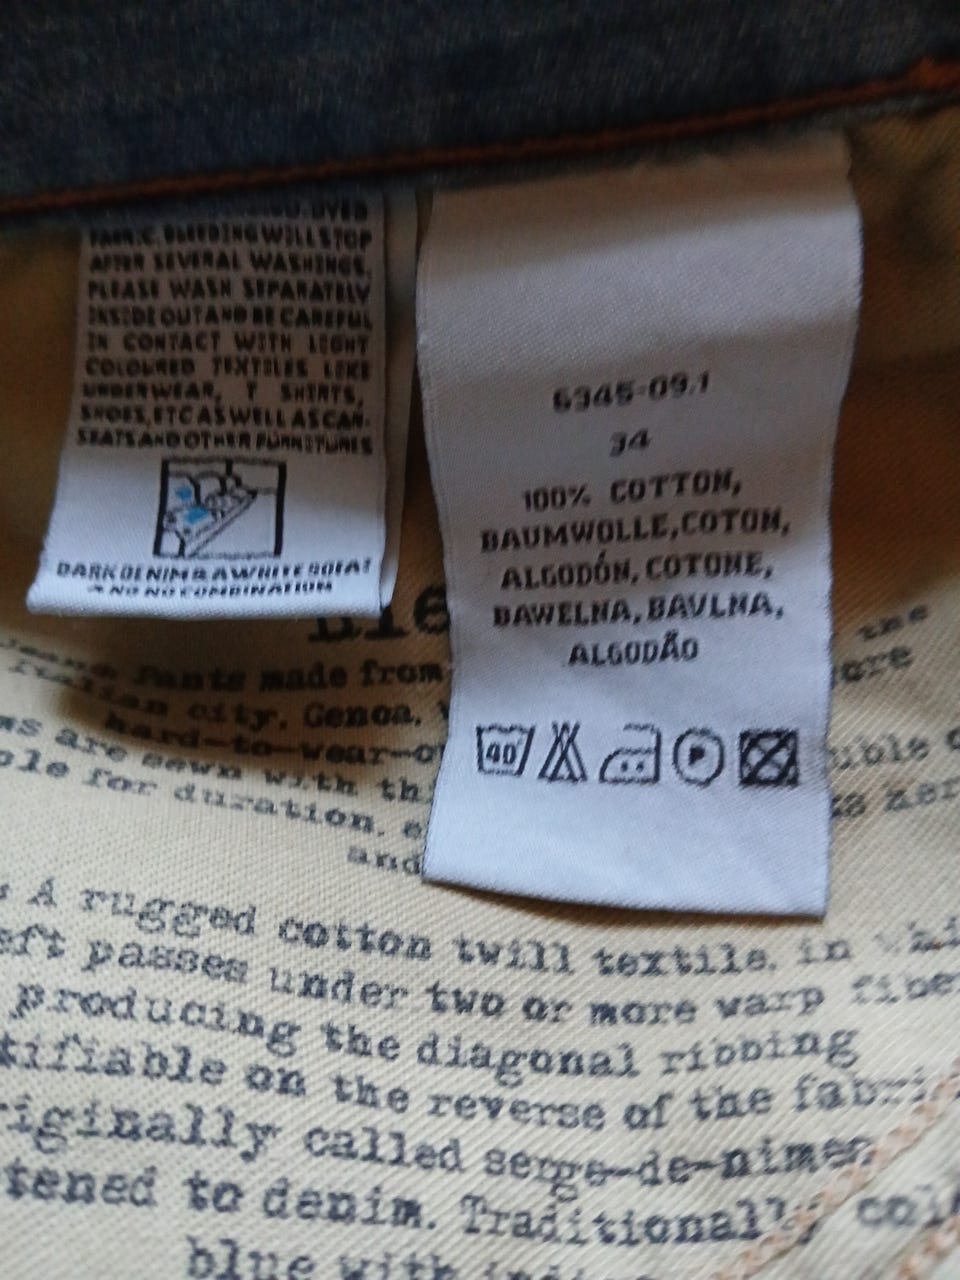 FABRIC. BLEEDING WILL STOP
AFTER SEVERAL WASHINGS.
PLEASE WASH SEPARATELY
INSIDE OUT AND BE CAREFUL
IN CONTACT WITH LIGHT
COLOURED TEXTILES LIKE
UNDERWEAR, T SHIRTS,
SHOES, ETC AS WELL AS CAR-
SEATS AND OTHER FURNITURES
DARK DENIM & A WHITE SOFA?
A NO NO COMBINATION
6345-09.1
34
100% COTTON,
BAUMWOLLE, COTON,
ALGODÓN, COTONE,
BAWELNA, BAVLNA,
ALGODÃO
40
P
Jeans Pants made from
the
Italian city. Genoa.
hard-to-wear-
are sewn with
for duration.
and
A rugged cotton twill textile. in
passes under two or more warp
producing the diagonal ribbing
on the reverse of the
called serge-de-nimes
to denim. Traditionally
blue with